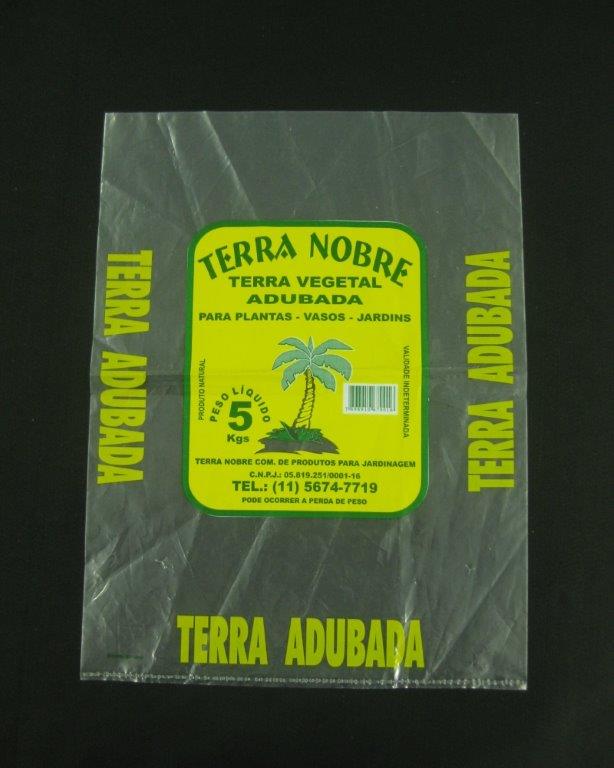 TERRA NOBRE
TERRA VEGETAL
ADUBADA
PARA PLANTAS - VASOS - JARDINS
PRODUTO NATURAL
PESO LÍQUIDO
5
Kgs
VALIDADE INDETERMINADA
TERRA NOBRE COM. DE PRODUTOS PARA JARDINAGEM
C.N.P.J.: 05.819.251/0001-16
TEL.: (11) 5674-7719
PODE OCORRER A PERDA DE PESO
TERRA ADUBADA
TERRA ADUBADA
TERRA ADUBADA